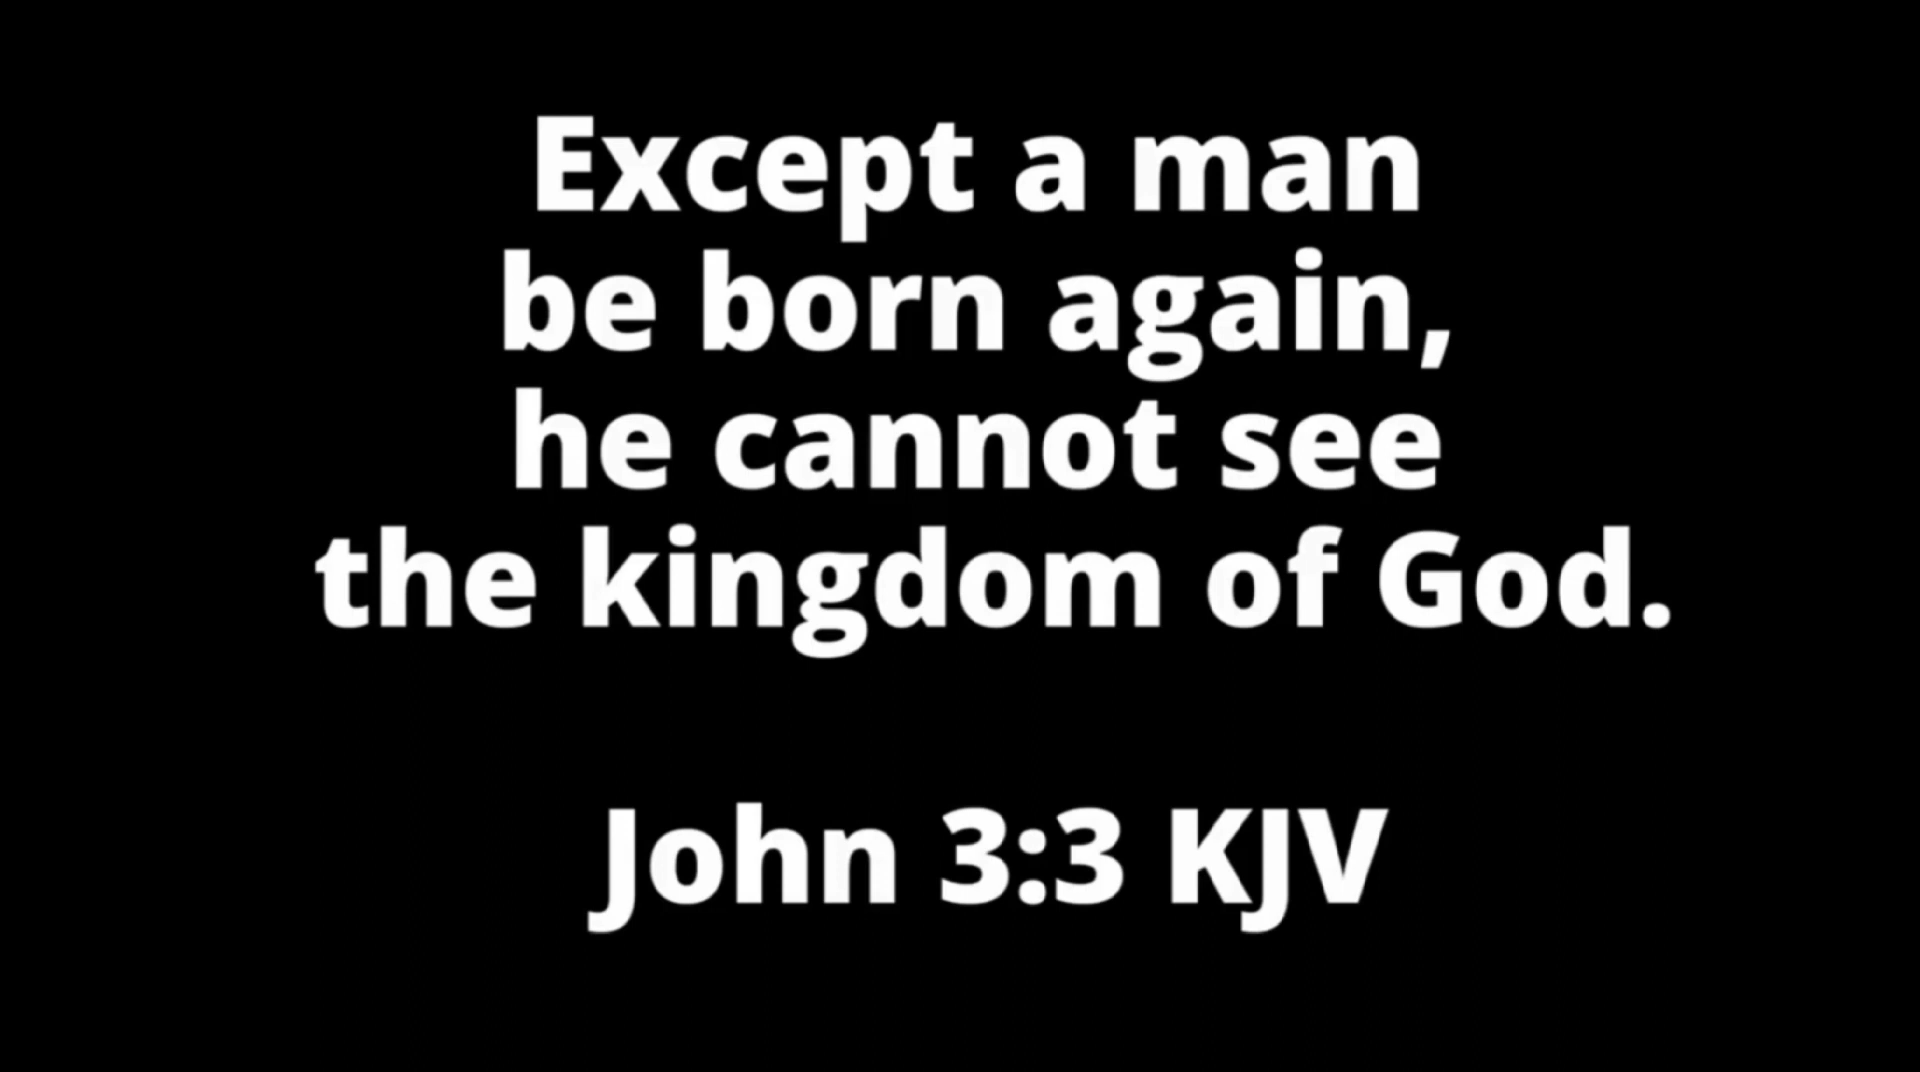 Except a man
be born again,
he cannot see
the kingdom of God.
John 3:3 KJV